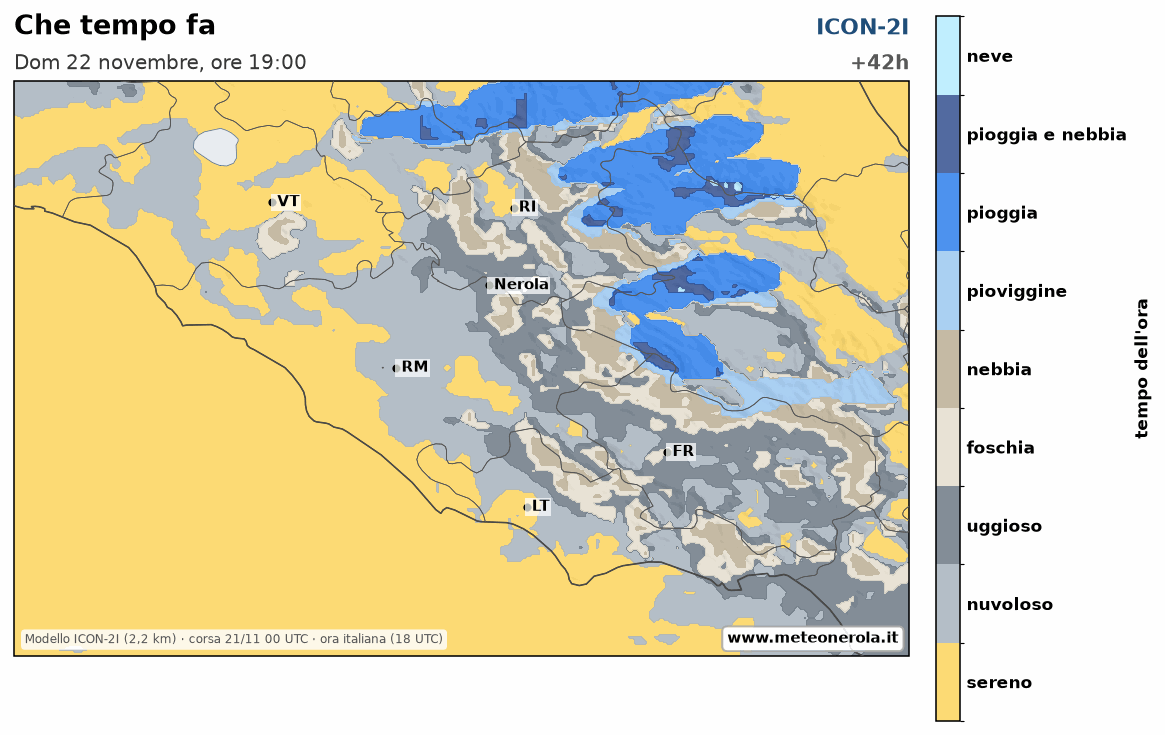 Che tempo fa
ICON-2I
Dom 22 novembre, ore 19:00
+42h
neve
pioggia e nebbia
pioggia
pioviggine
nebbia
foschia
uggioso
nuvoloso
sereno
tempo dell'ora
VT
RI
Nerola
RM
FR
LT
Modello ICON-2I (2,2 km) · corsa 21/11 00 UTC · ora italiana (18 UTC)
www.meteonerola.it